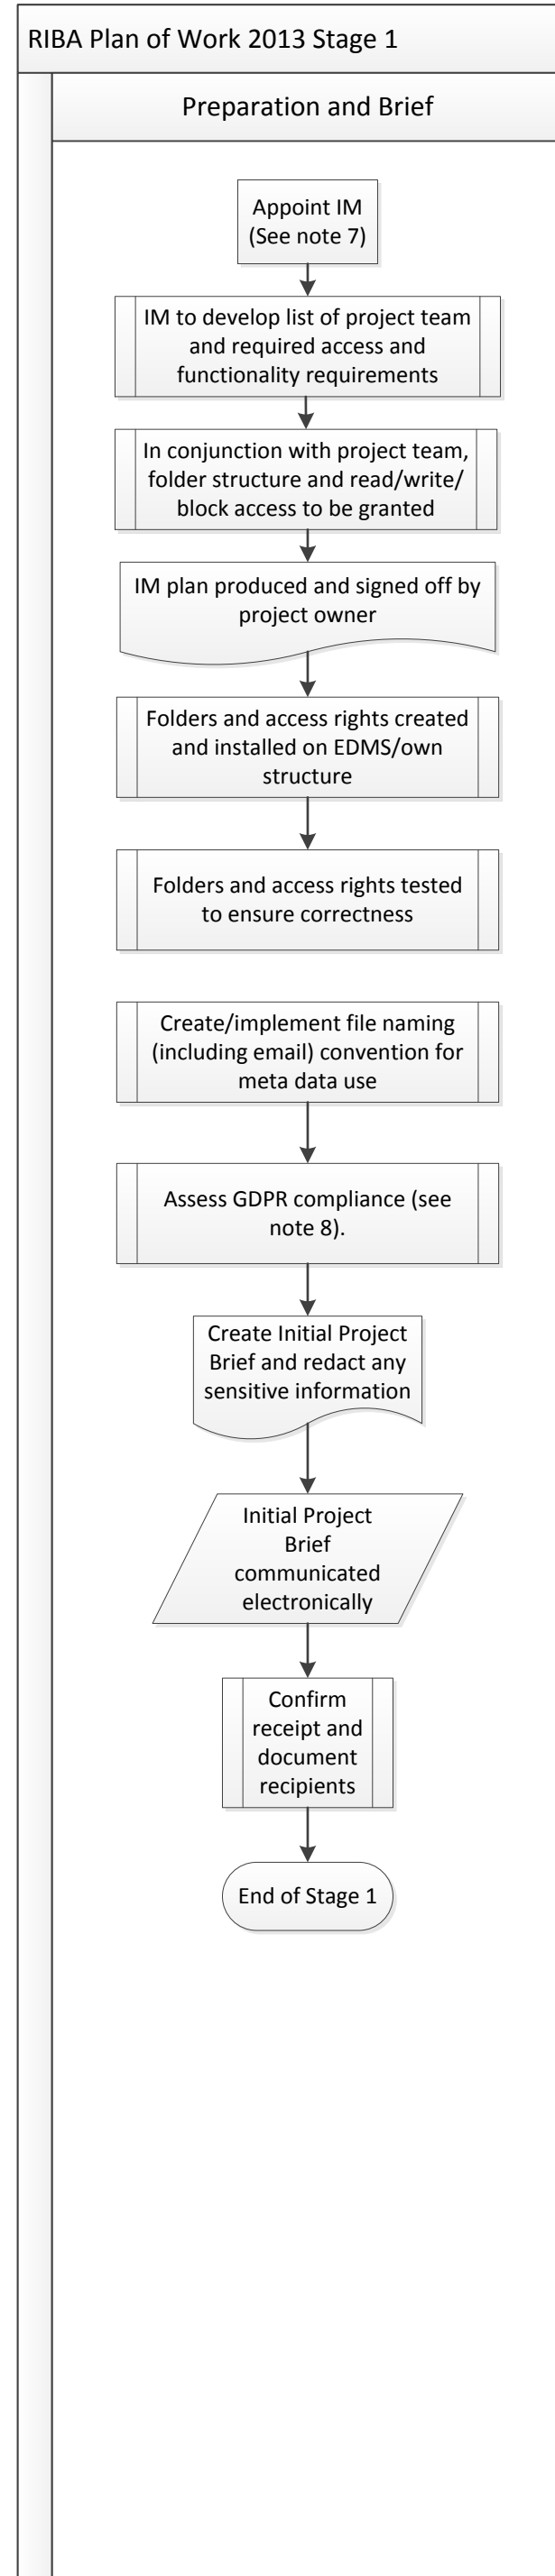 RIBA Plan of Work 2013 Stage 1
Preparation and Brief
Appoint IM
(See note 7)
IM to develop list of project team
and required access and
functionality requirements
In conjunction with project team,
folder structure and read/write/
block access to be granted
IM plan produced and signed off by
project owner
Folders and access rights created
and installed on EDMS/own
structure
Folders and access rights tested
to ensure correctness
Create/implement file naming
(including email) convention for
meta data use
Assess GDPR compliance (see
note 8).
Create Initial Project
Brief and redact any
sensitive information
Initial Project
Brief
communicated
electronically
Confirm
receipt and
document
recipients
End of Stage 1